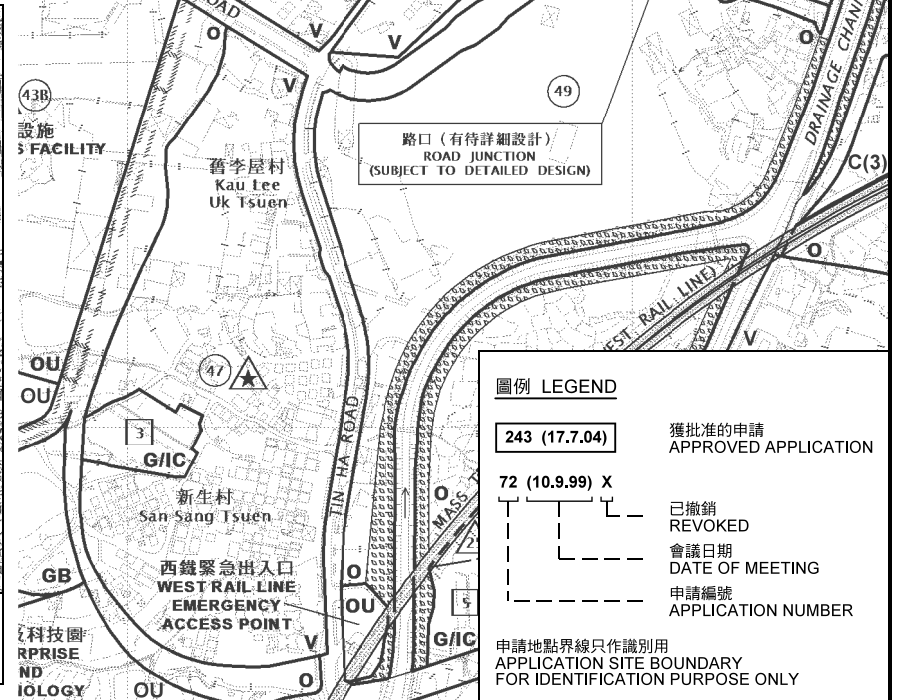 OAD
O
V
V
V
O
43B
49
設施
S FACILITY
路口（有待詳細設計）
ROAD JUNCTION
(SUBJECT TO DETAILED DESIGN)
DRAINAGE CHAN
C(3)
舊李屋村
Kau Lee
Uk Tsuen
O
EST RAIL LINE)
V
OU
OU
47
3
G/IC
TIN HA ROAD
新生村
San Sang Tsuen
O
MASS T
2
GB
西鐵緊急出入口
WEST RAIL LINE
EMERGENCY
ACCESS POINT
O
OU
5
G/IC
V
O
科技園
RPRISE
ND
OLOGY
OU
圖例 LEGEND
243 (17.7.04)
獲批准的申請
APPROVED APPLICATION
72 (10.9.99) X
已撤銷
REVOKED
會議日期
DATE OF MEETING
申請編號
APPLICATION NUMBER
申請地點界線只作識別用
APPLICATION SITE BOUNDARY
FOR IDENTIFICATION PURPOSE ONLY